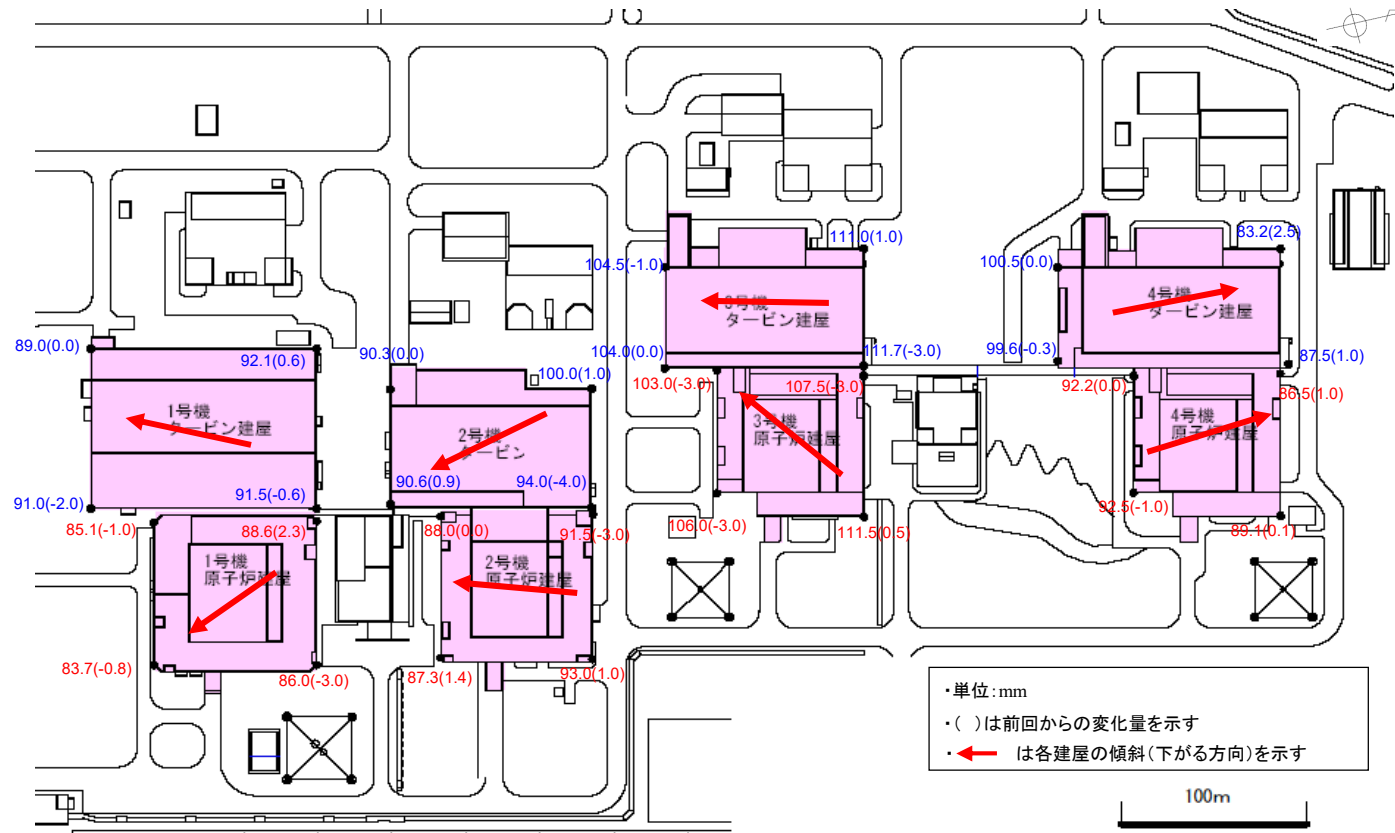 111.0(1.0)
83.2(2.5)
104.5(-1.0)
100.5(0.0)
3号機
タービン建屋
4号機
タービン建屋
89.0(0.0)
92.1(0.6)
90.3(0.0)
104.0(0.0)
111.7(-3.0)
99.6(-0.3)
87.5(1.0)
100.0(1.0)
103.0(-3.0)
107.5(-3.0)
92.2(0.0)
86.5(1.0)
1号機
タービン建屋
2号機
タービン
3号機
原子炉建屋
4号機
原子炉建屋
91.0(-2.0)
91.5(-0.6)
90.6(0.9)
94.0(-4.0)
85.1(-1.0)
88.6(2.3)
88.0(0.0)
91.5(-3.0)
106.0(-3.0)
111.5(0.5)
92.5(-1.0)
89.1(0.1)
1号機
原子炉建屋
2号機
原子炉建屋
83.7(-0.8)
86.0(-3.0)
87.3(1.4)
93.0(1.0)
・単位:mm
・( )は前回からの変化量を示す
・ は各建屋の傾斜(下がる方向)を示す
100m